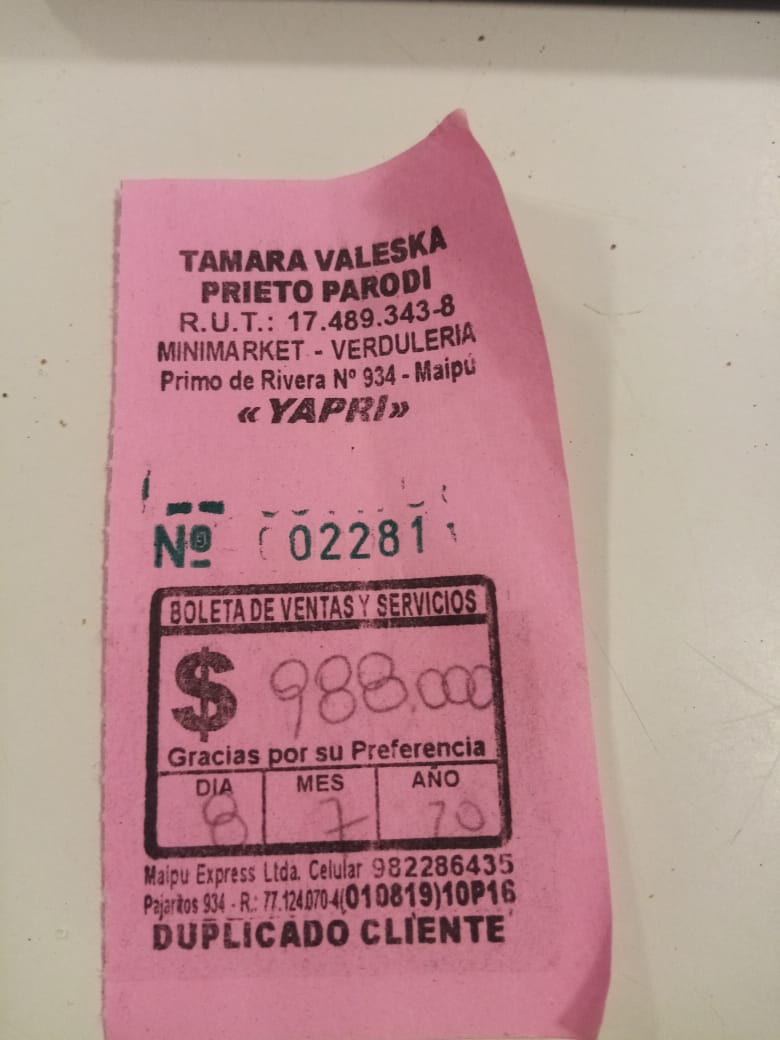 TAMARA VALESKA
PRIETO PARODI
R.U.T.: 17.489.343-8
MINIMARKET - VERDULERIA
Primo de Rivera Nº 934 - Maipú
«YAPRI»
Nº 02281
BOLETA DE VENTAS Y SERVICIOS
$ 988.000
Gracias por su Preferencia
DIA MES AÑO
8 7 20
Maipu Express Ltda. Celular 982286435
Pajaritos 934 - R.: 77.124.070-4(010819)10P16
DUPLICADO CLIENTE